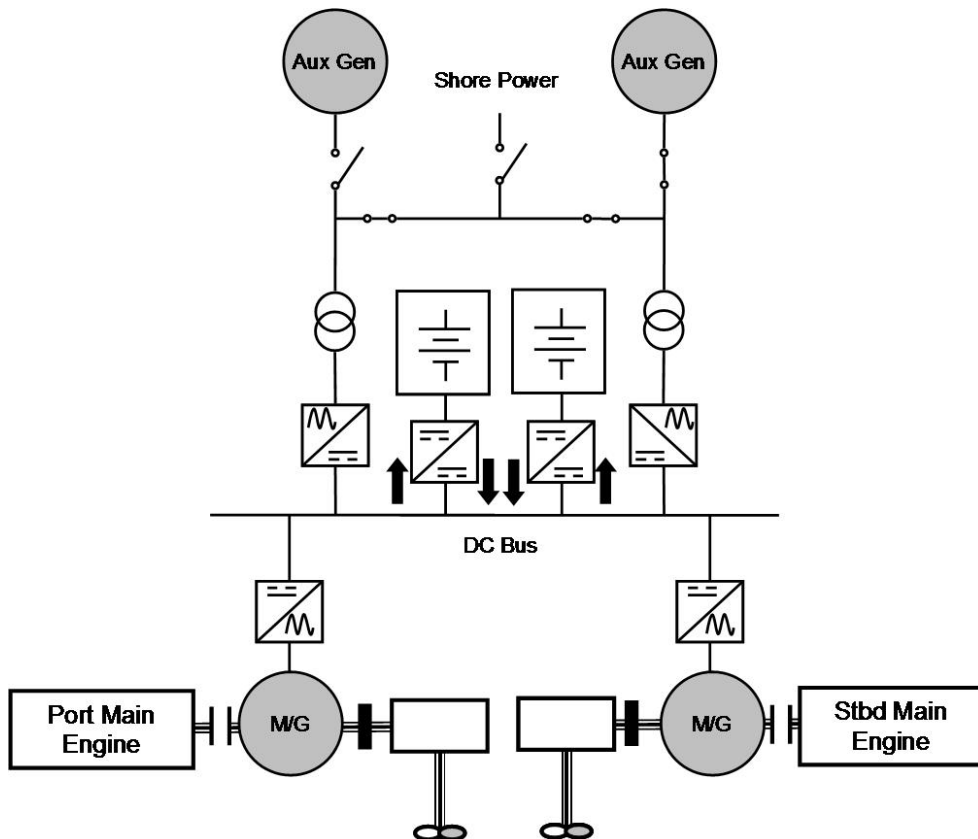 Aux Gen
Aux Gen
Shore Power
DC Bus
Port Main
Engine
M/G
M/G
Stbd Main
Engine